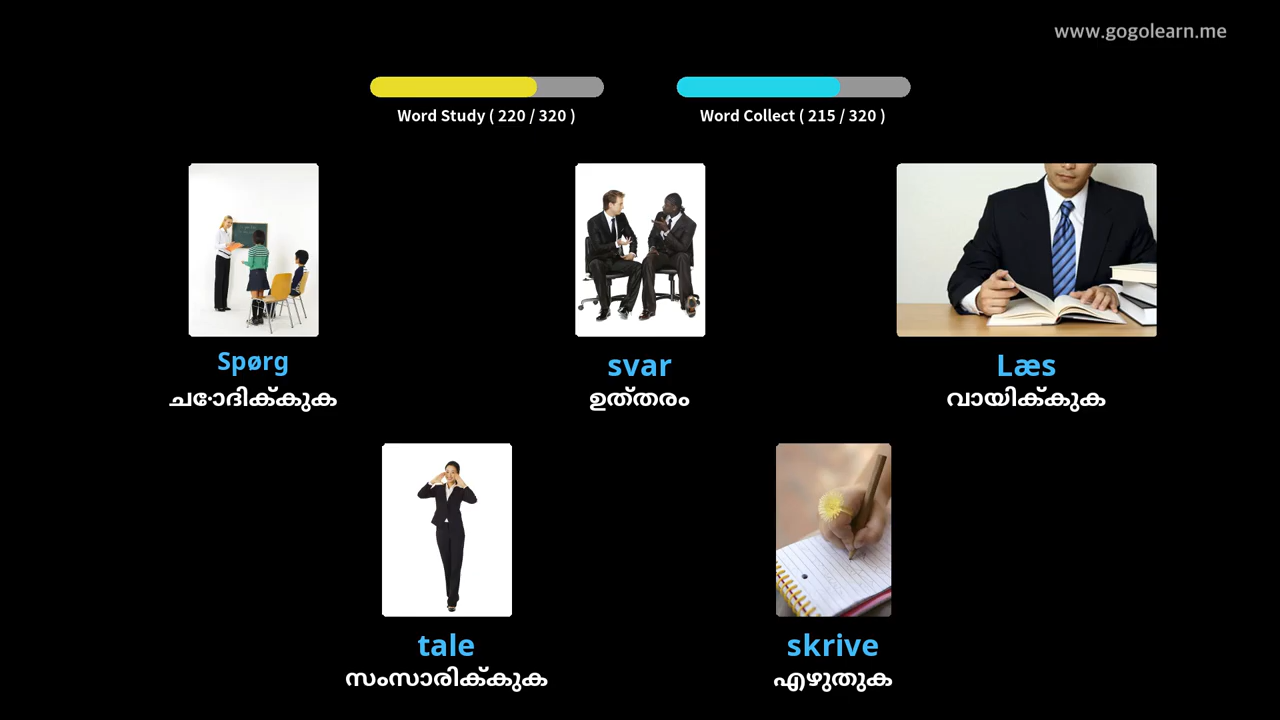 www.gogolearn.me
Word Study ( 220 / 320 )
Word Collect ( 215 / 320 )
Spørg
svar
Læs
ചോദിക്കുക
ഉത്തരം
വായിക്കുക
tale
skrive
സംസാരിക്കുക
എഴുതുക